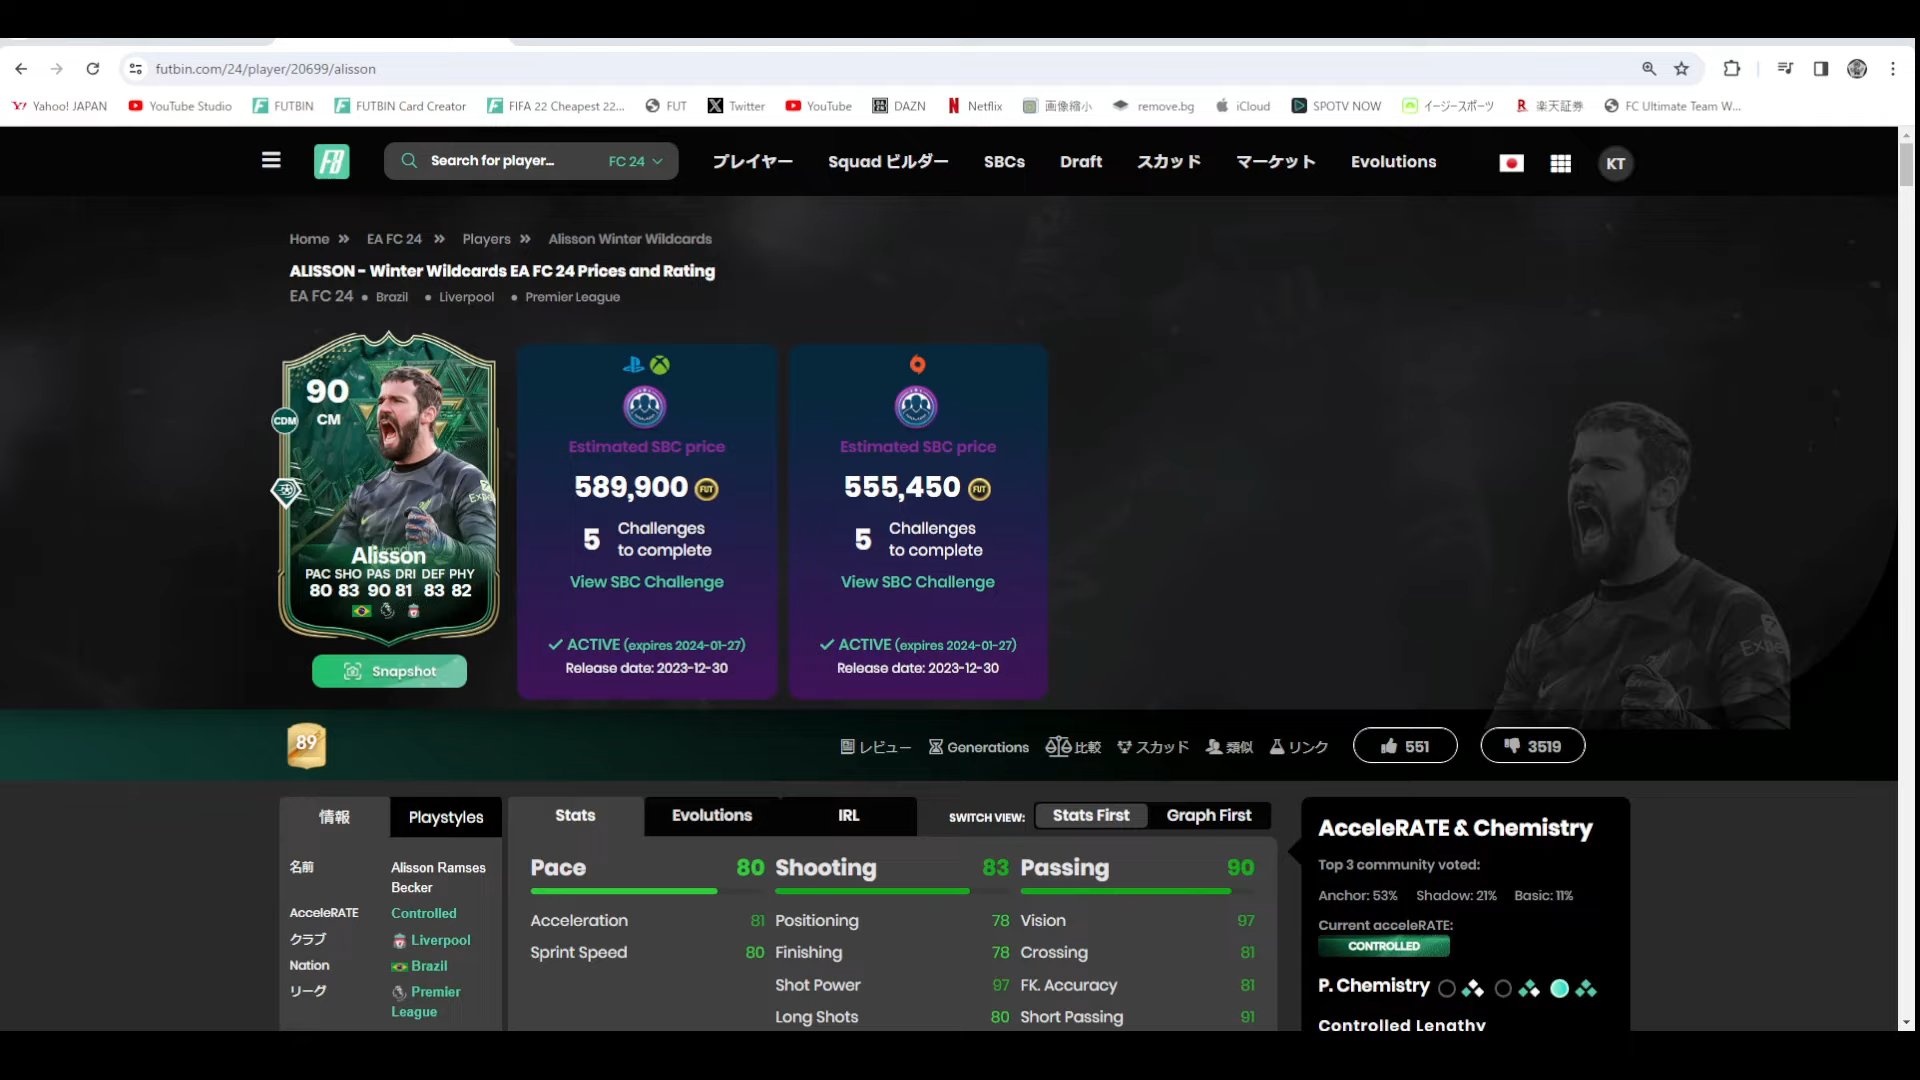 futbin.com/24/player/20699/alisson
Yahoo! JAPAN YouTube Studio FUTBIN FUTBIN Card Creator FIFA 22 Cheapest 22... FUT Twitter YouTube DAZN Netflix 画像縮小 remove.bg iCloud SPOTV NOW イージースポーツ 楽天証券 FC Ultimate Team W...
Search for player... FC 24 プレイヤー Squad ビルダー SBCs Draft スカッド マーケット Evolutions KT
Home » EA FC 24 » Players » Alisson Winter Wildcards
ALISSON - Winter Wildcards EA FC 24 Prices and Rating
EA FC 24 • Brazil • Liverpool • Premier League
90
CM
CDM
Alisson
PAC SHO PAS DRI DEF PHY
80 83 90 81 83 82
Snapshot
Estimated SBC price
589,900 FUT
5 Challenges to complete
View SBC Challenge
ACTIVE (expires 2024-01-27)
Release date: 2023-12-30
Estimated SBC price
555,450 FUT
5 Challenges to complete
View SBC Challenge
ACTIVE (expires 2024-01-27)
Release date: 2023-12-30
89 レビュー Generations 比較 スカッド 類似 リンク 551 3519
情報 Playstyles
名前 Alisson Ramses Becker
AcceleRATE Controlled
クラブ Liverpool
Nation Brazil
リーグ Premier League
Stats Evolutions IRL SWITCH VIEW: Stats First Graph First
Pace 80 Shooting 83 Passing 90
Acceleration 81 Positioning 78 Vision 97
Sprint Speed 80 Finishing 78 Crossing 81
Shot Power 97 FK. Accuracy 81
Long Shots 80 Short Passing 91
AcceleRATE & Chemistry
Top 3 community voted:
Anchor: 53% Shadow: 21% Basic: 11%
Current acceleRATE:
CONTROLLED
P. Chemistry
Controlled Lengthy